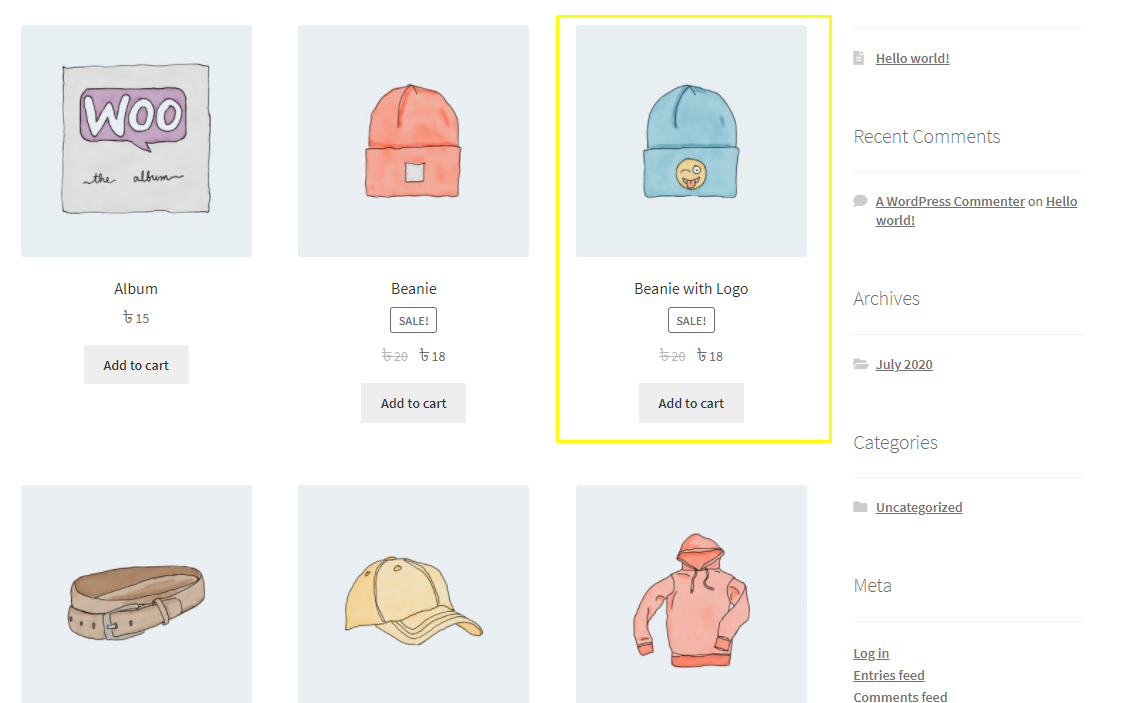 WOO
the album
Album
৳ 15
Add to cart
Beanie
SALE!
৳ 20 ৳ 18
Add to cart
Beanie with Logo
SALE!
৳ 20 ৳ 18
Add to cart
Hello world!
Recent Comments
A WordPress Commenter on Hello
world!
Archives
July 2020
Categories
Uncategorized
Meta
Log in
Entries feed
Comments feed